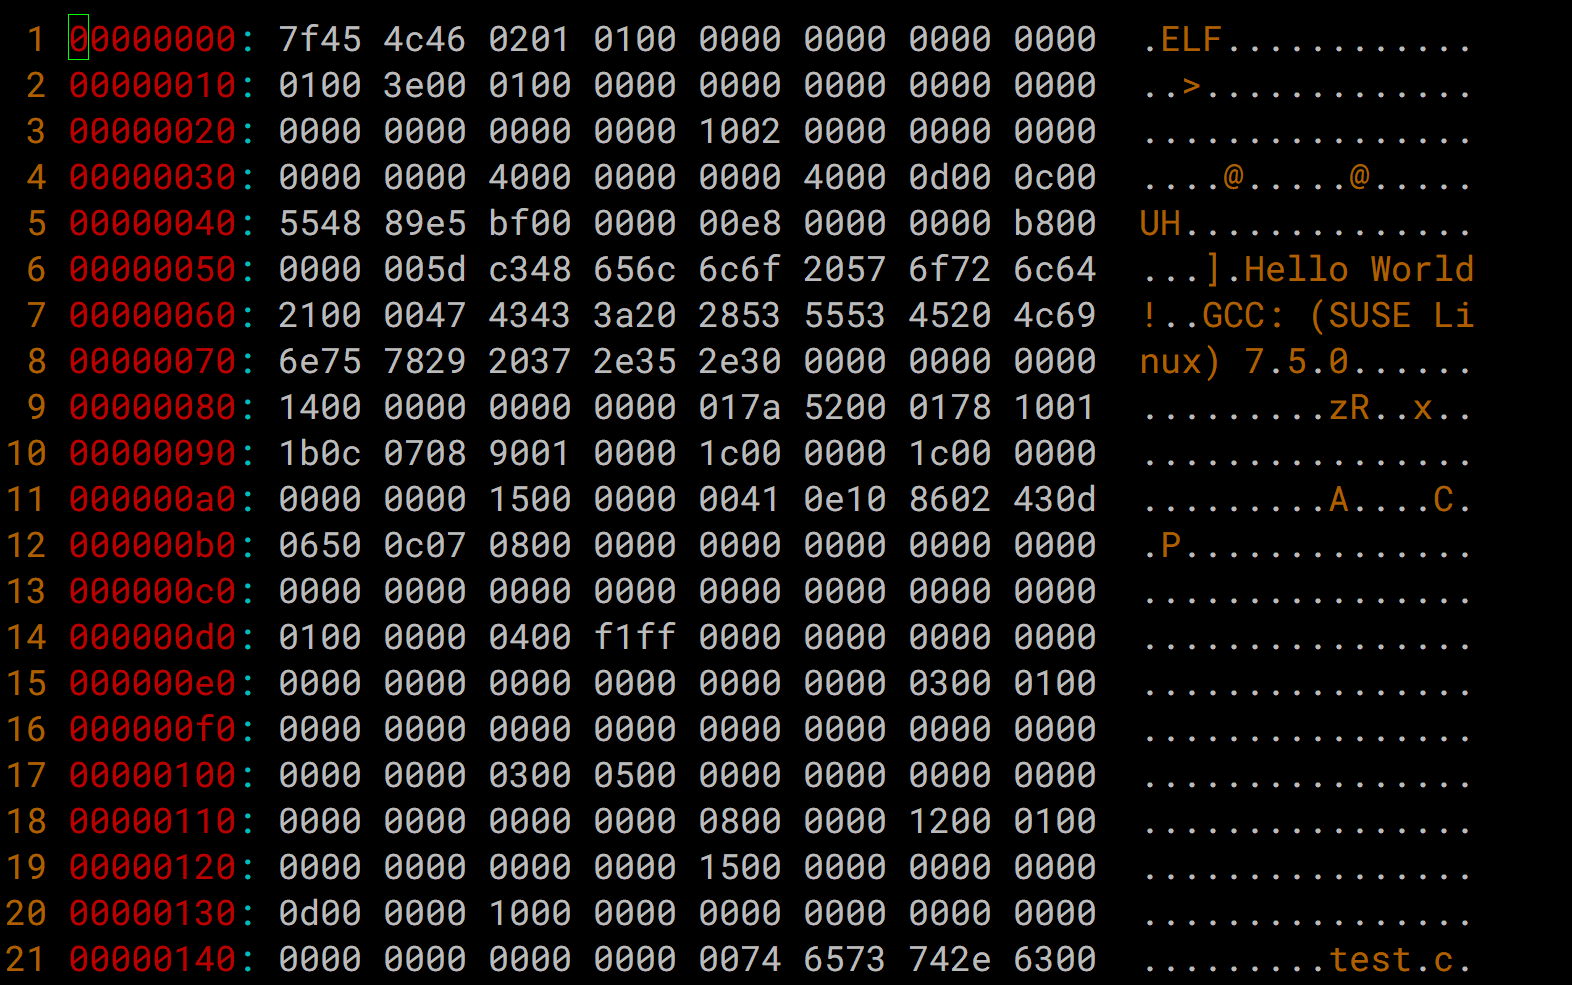 1 00000000: 7f45 4c46 0201 0100 0000 0000 0000 0000 .ELF............
2 00000010: 0100 3e00 0100 0000 0000 0000 0000 0000 ..>.............
3 00000020: 0000 0000 0000 0000 1002 0000 0000 0000 ................
4 00000030: 0000 0000 4000 0000 0000 4000 0d00 0c00 ....@.....@.....
5 00000040: 5548 89e5 bf00 0000 00e8 0000 0000 b800 UH..............
6 00000050: 0000 005d c348 656c 6c6f 2057 6f72 6c64 ...].Hello World
7 00000060: 2100 0047 4343 3a20 2853 5553 4520 4c69 !..GCC: (SUSE Li
8 00000070: 6e75 7829 2037 2e35 2e30 0000 0000 0000 nux) 7.5.0......
9 00000080: 1400 0000 0000 0000 017a 5200 0178 1001 .........zR..x..
10 00000090: 1b0c 0708 9001 0000 1c00 0000 1c00 0000 ................
11 000000a0: 0000 0000 1500 0000 0041 0e10 8602 430d .........A....C.
12 000000b0: 0650 0c07 0800 0000 0000 0000 0000 0000 .P..............
13 000000c0: 0000 0000 0000 0000 0000 0000 0000 0000 ................
14 000000d0: 0100 0000 0400 f1ff 0000 0000 0000 0000 ................
15 000000e0: 0000 0000 0000 0000 0000 0000 0300 0100 ................
16 000000f0: 0000 0000 0000 0000 0000 0000 0000 0000 ................
17 00000100: 0000 0000 0300 0500 0000 0000 0000 0000 ................
18 00000110: 0000 0000 0000 0000 0800 0000 1200 0100 ................
19 00000120: 0000 0000 0000 0000 1500 0000 0000 0000 ................
20 00000130: 0d00 0000 1000 0000 0000 0000 0000 0000 ................
21 00000140: 0000 0000 0000 0000 0074 6573 742e 6300 .........test.c.